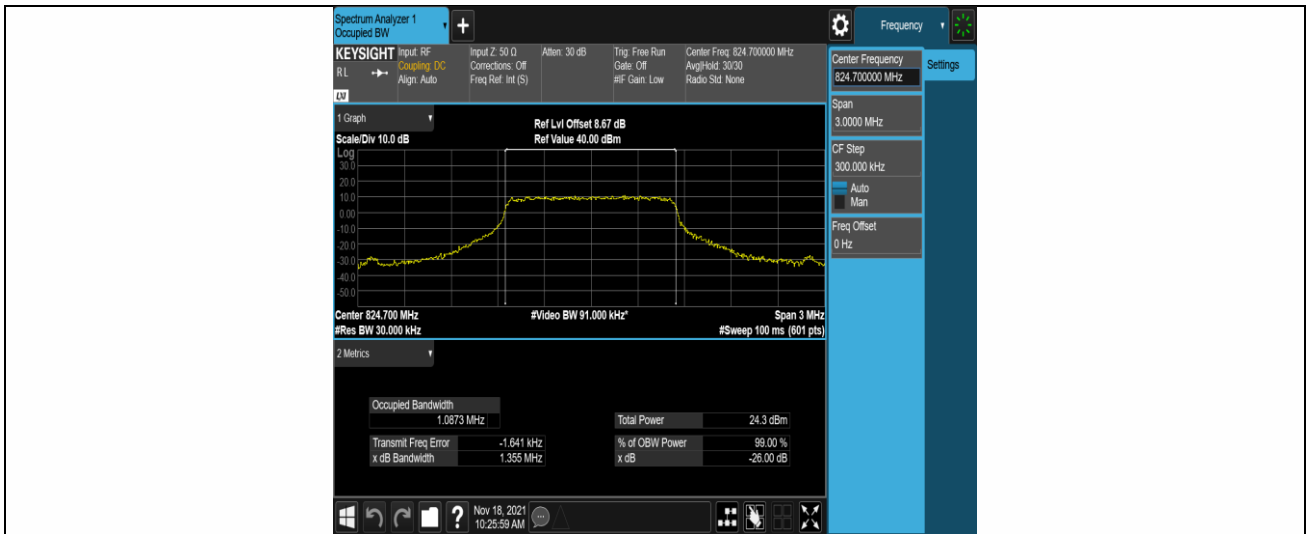 Spectrum Analyzer 1
Occupied BW
Frequency
KEYSIGHT
R L
LXI
Input: RF
Coupling: DC
Align: Auto
Input Z: 50 Ω
Corrections: Off
Freq Ref: Int (S)
Atten: 30 dB
Trig: Free Run
Gate: Off
#IF Gain: Low
Center Freq: 824.700000 MHz
Avg|Hold: 30/30
Radio Std: None
Center Frequency
824.700000 MHz
Settings
Span
3.0000 MHz
CF Step
300.000 kHz
Auto
Man
Freq Offset
0 Hz
1 Graph
Scale/Div 10.0 dB
Ref Lvl Offset 8.67 dB
Ref Value 40.00 dBm
Log
30.0
20.0
10.0
0.00
-10.0
-20.0
-30.0
-40.0
-50.0
Center 824.700 MHz
#Video BW 91.000 kHz*
Span 3 MHz
#Res BW 30.000 kHz
#Sweep 100 ms (601 pts)
2 Metrics
Occupied Bandwidth
1.0873 MHz
Total Power 24.3 dBm
Transmit Freq Error -1.641 kHz
% of OBW Power 99.00 %
x dB Bandwidth 1.355 MHz
x dB -26.00 dB
?
Nov 18, 2021
10:25:59 AM